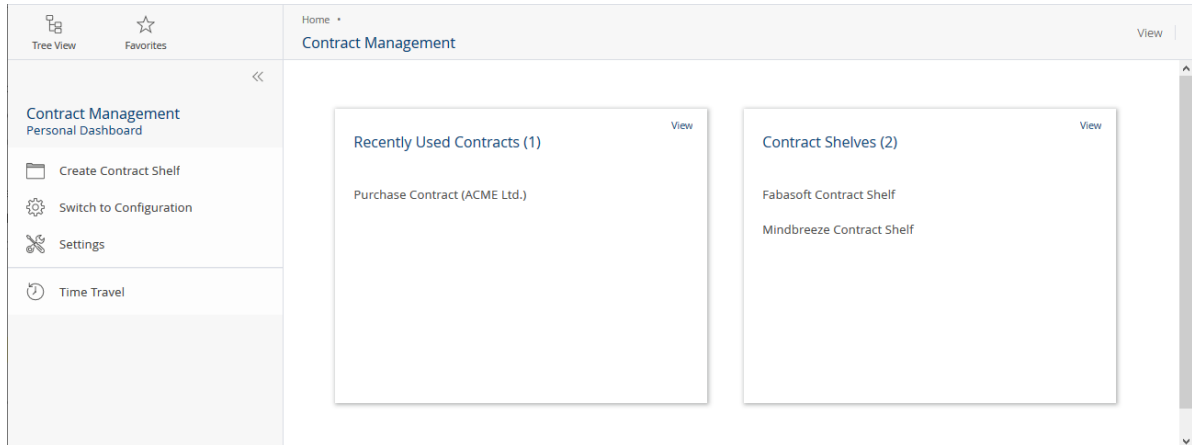 Tree View
Favorites
Home •
Contract Management
View
Contract Management
Personal Dashboard
Create Contract Shelf
Switch to Configuration
Settings
Time Travel
View
Recently Used Contracts (1)
Purchase Contract (ACME Ltd.)
View
Contract Shelves (2)
Fabasoft Contract Shelf
Mindbreeze Contract Shelf